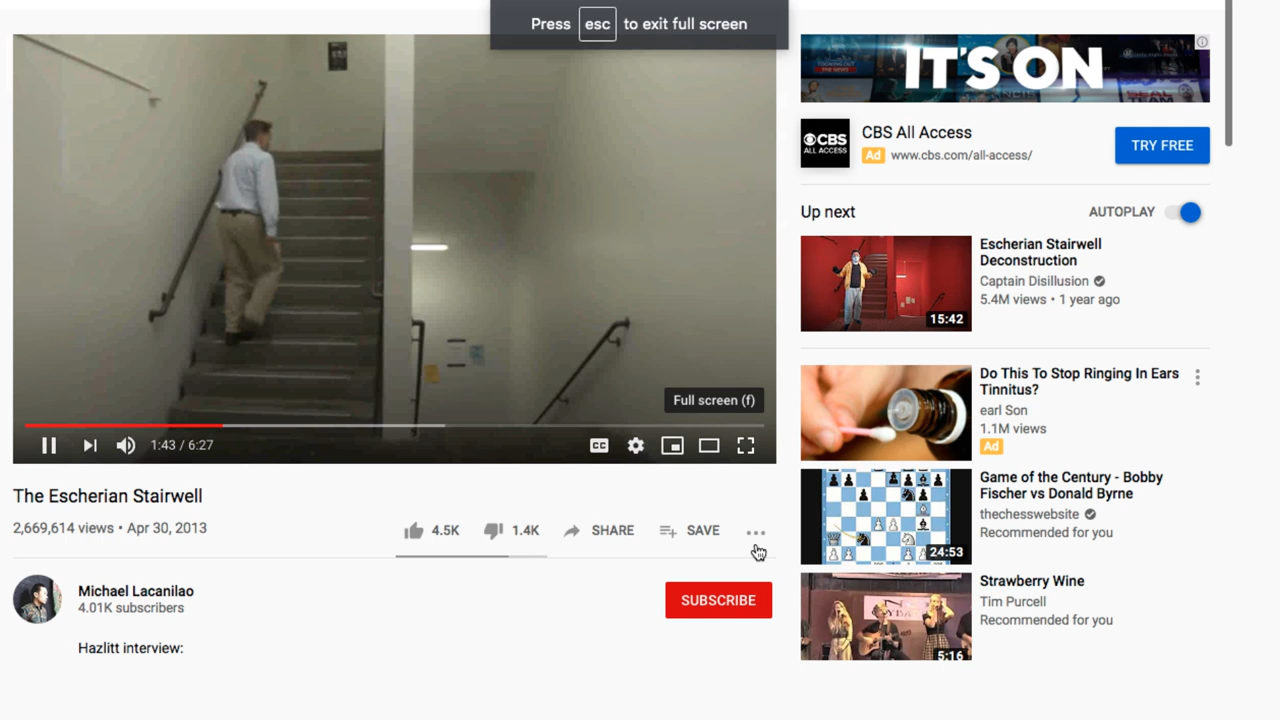 Press esc to exit full screen
IT'S ON
CBS
ALL ACCESS
CBS All Access
Ad www.cbs.com/all-access/
TRY FREE
Up next
AUTOPLAY
Escherian Stairwell
Deconstruction
Captain Disillusion
5.4M views • 1 year ago
15:42
Do This To Stop Ringing In Ears
Tinnitus?
earl Son
1.1M views
Ad
Full screen (f)
CC
1:43 / 6:27
The Escherian Stairwell
2,669,614 views • Apr 30, 2013
4.5K
1.4K
SHARE
SAVE
Michael Lacanilao
4.01K subscribers
SUBSCRIBE
Hazlitt interview:
Game of the Century - Bobby
Fischer vs Donald Byrne
thechesswebsite
Recommended for you
24:53
Strawberry Wine
Tim Purcell
Recommended for you
5:16